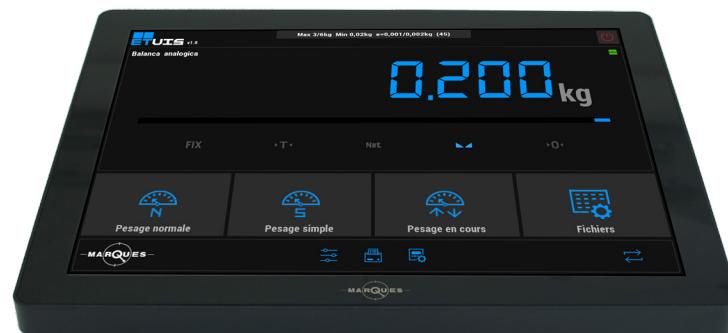 ETUIS v1.5
Max 3/6kg Min 0,02kg e=0,001/0,002kg (45)
Balanca analogica
0.200 kg
FIX ›T‹ Net ›0‹
N S
Pesage normale Pesage simple Pesage en cours Fichiers
MARQUES
MARQUES